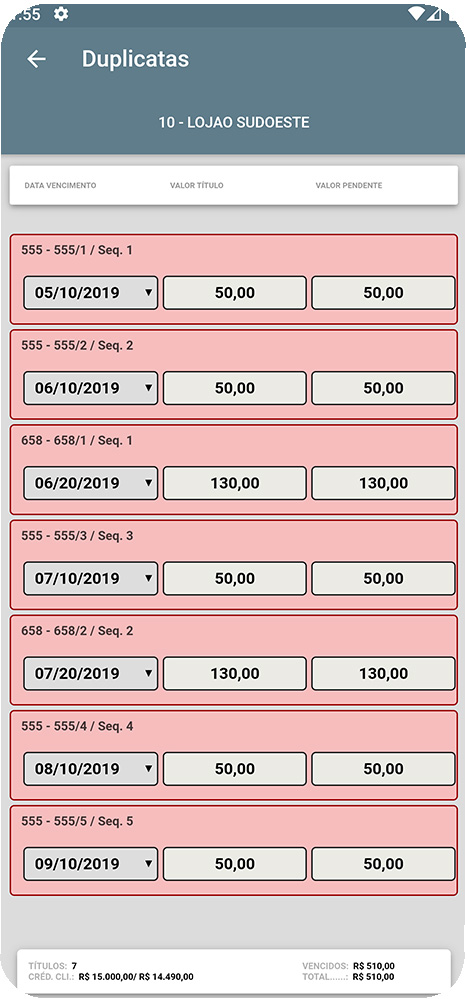 :55
Duplicatas
10 - LOJAO SUDOESTE
DATA VENCIMENTO VALOR TÍTULO VALOR PENDENTE
555 - 555/1 / Seq. 1
05/10/2019 50,00 50,00
555 - 555/2 / Seq. 2
06/10/2019 50,00 50,00
658 - 658/1 / Seq. 1
06/20/2019 130,00 130,00
555 - 555/3 / Seq. 3
07/10/2019 50,00 50,00
658 - 658/2 / Seq. 2
07/20/2019 130,00 130,00
555 - 555/4 / Seq. 4
08/10/2019 50,00 50,00
555 - 555/5 / Seq. 5
09/10/2019 50,00 50,00
TÍTULOS: 7 VENCIDOS: R$ 510,00
CRÉD. CLI.: R$ 15.000,00/ R$ 14.490,00 TOTAL......: R$ 510,00